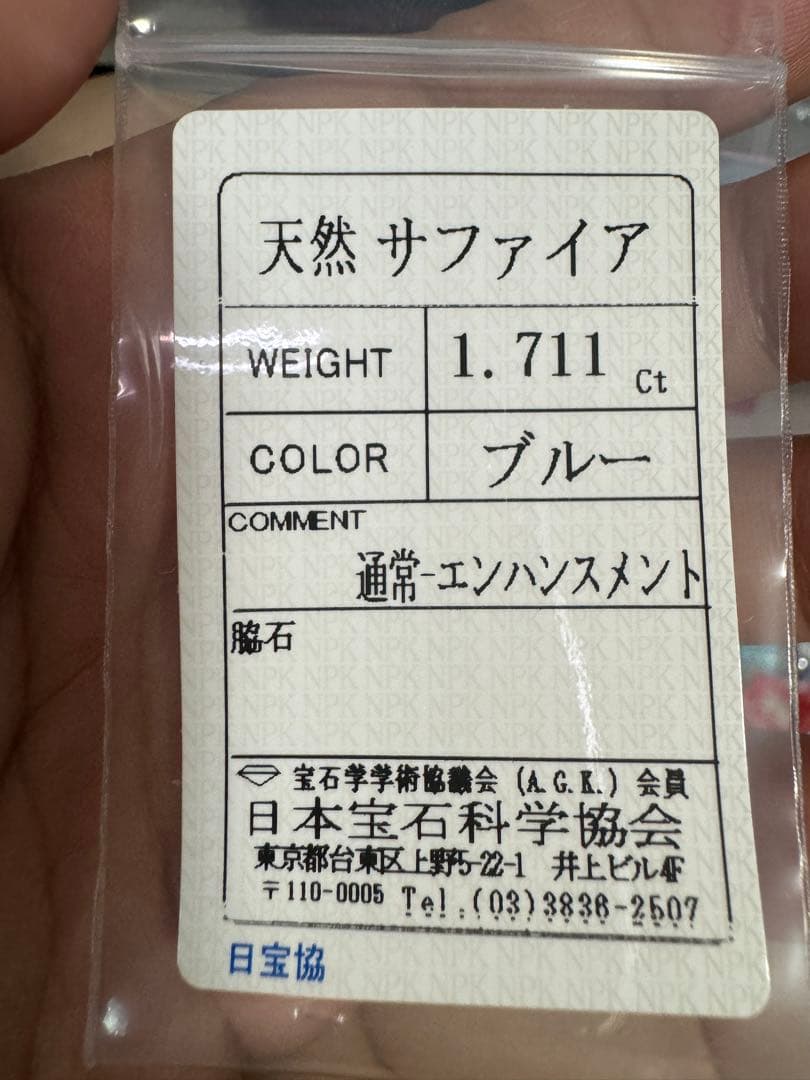 天然 サファイア
WEIGHT 1.711 Ct
COLOR ブルー
COMMENT
通常-エンハンスメント
脇石
宝石学学術協議会 (A.G.K.) 会員
日本宝石科学協会
東京都台東区上野5-22-1 井上ビル4F
〒110-0005 Tel.(03)3836-2507
日宝協